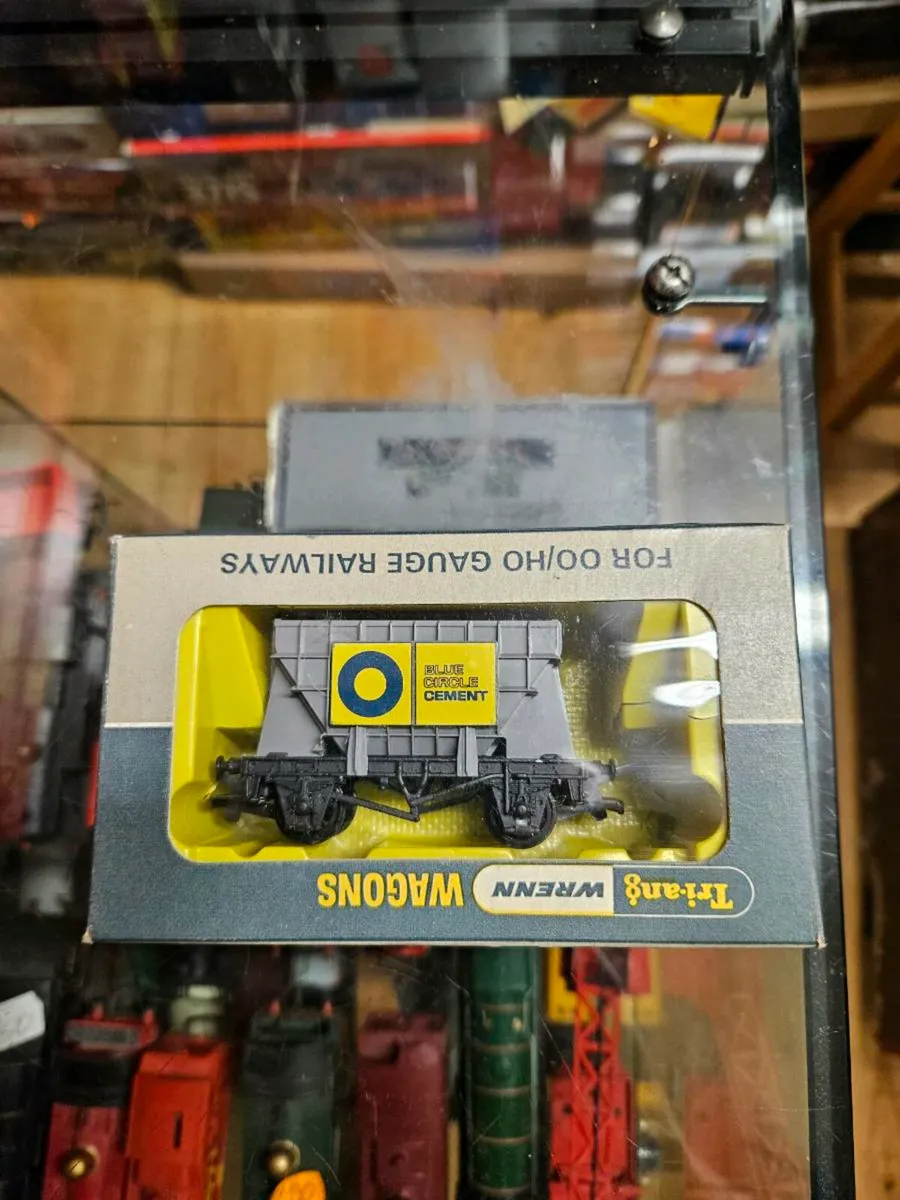 FOR OO/HO GAUGE RAILWAYS
BLUE
CIRCLE
CEMENT
Tri-ang WRENN WAGONS